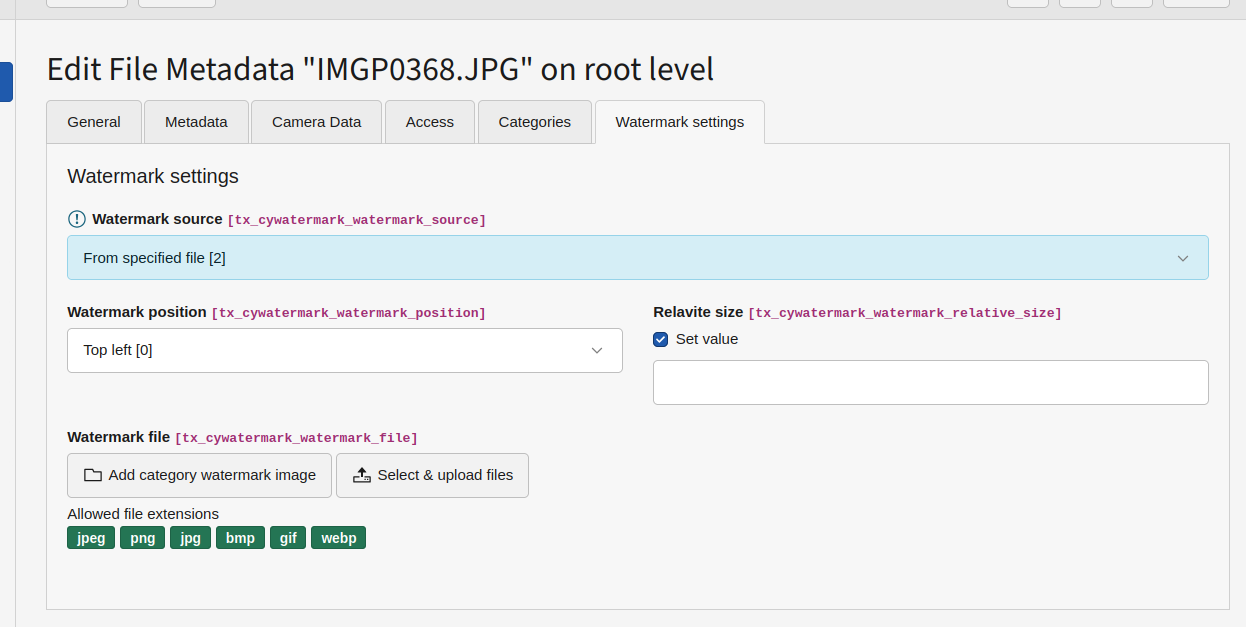 Edit File Metadata "IMGP0368.JPG" on root level
General Metadata Camera Data Access Categories Watermark settings
Watermark settings
Watermark source [tx_cywatermark_watermark_source]
From specified file [2]
Watermark position [tx_cywatermark_watermark_position] Relavite size [tx_cywatermark_watermark_relative_size]
Set value
Top left [0]
Watermark file [tx_cywatermark_watermark_file]
Add category watermark image Select & upload files
Allowed file extensions
jpeg png jpg bmp gif webp